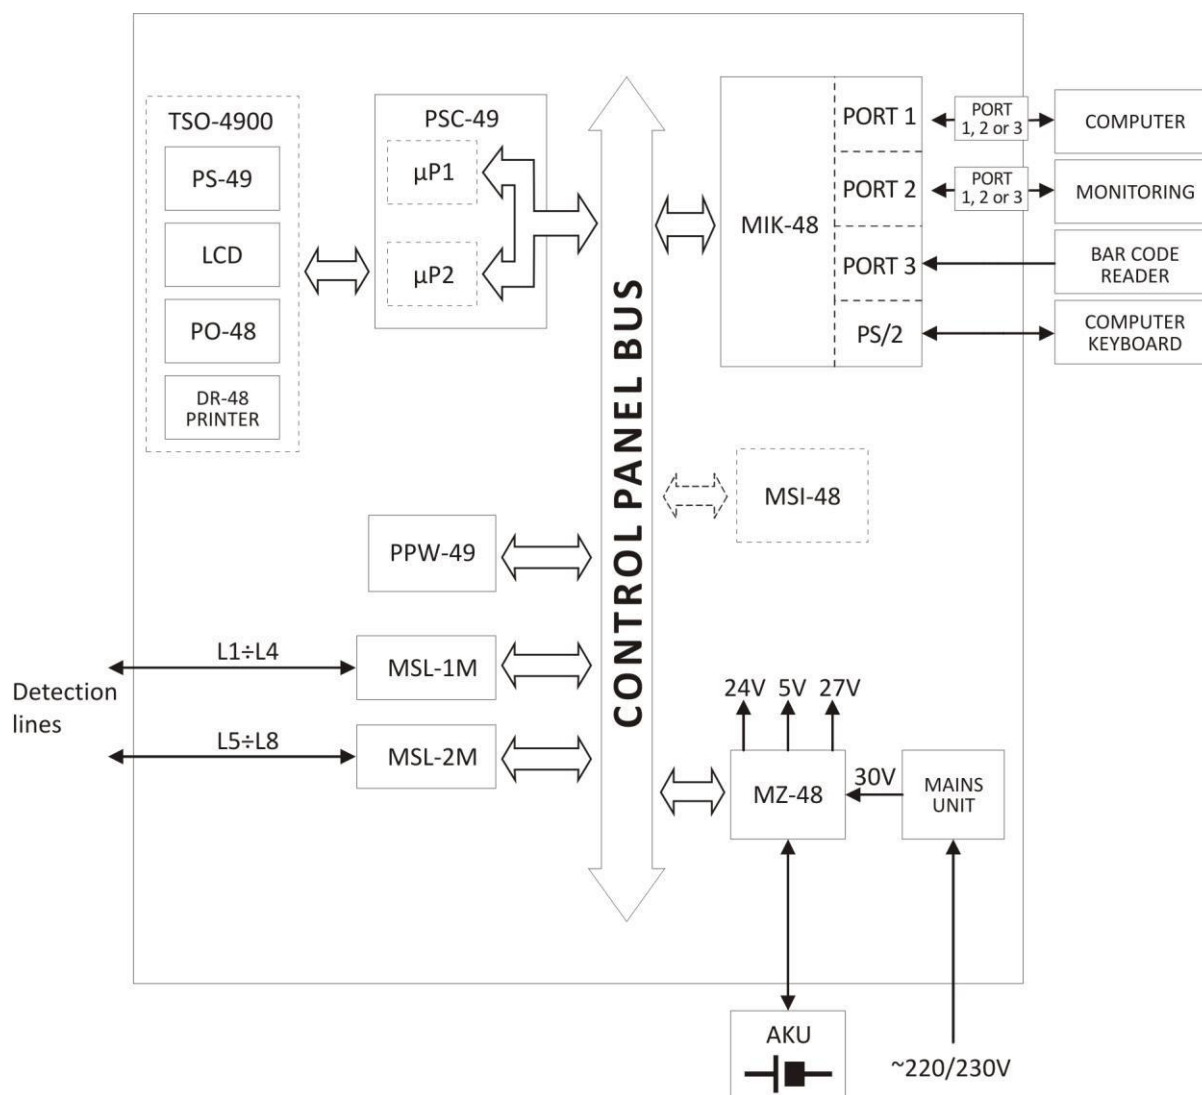 TSO-4900
PS-49
LCD
PO-48
DR-48
PRINTER
PSC-49
µP1
µP2
CONTROL PANEL BUS
MIK-48
PORT 1
PORT 2
PORT 3
PS/2
PORT
1, 2 or 3
COMPUTER
PORT
1, 2 or 3
MONITORING
BAR CODE
READER
COMPUTER
KEYBOARD
MSI-48
PPW-49
Detection
lines
L1÷L4
MSL-1M
L5÷L8
MSL-2M
24V 5V 27V
MZ-48
30V
MAINS
UNIT
AKU
~220/230V